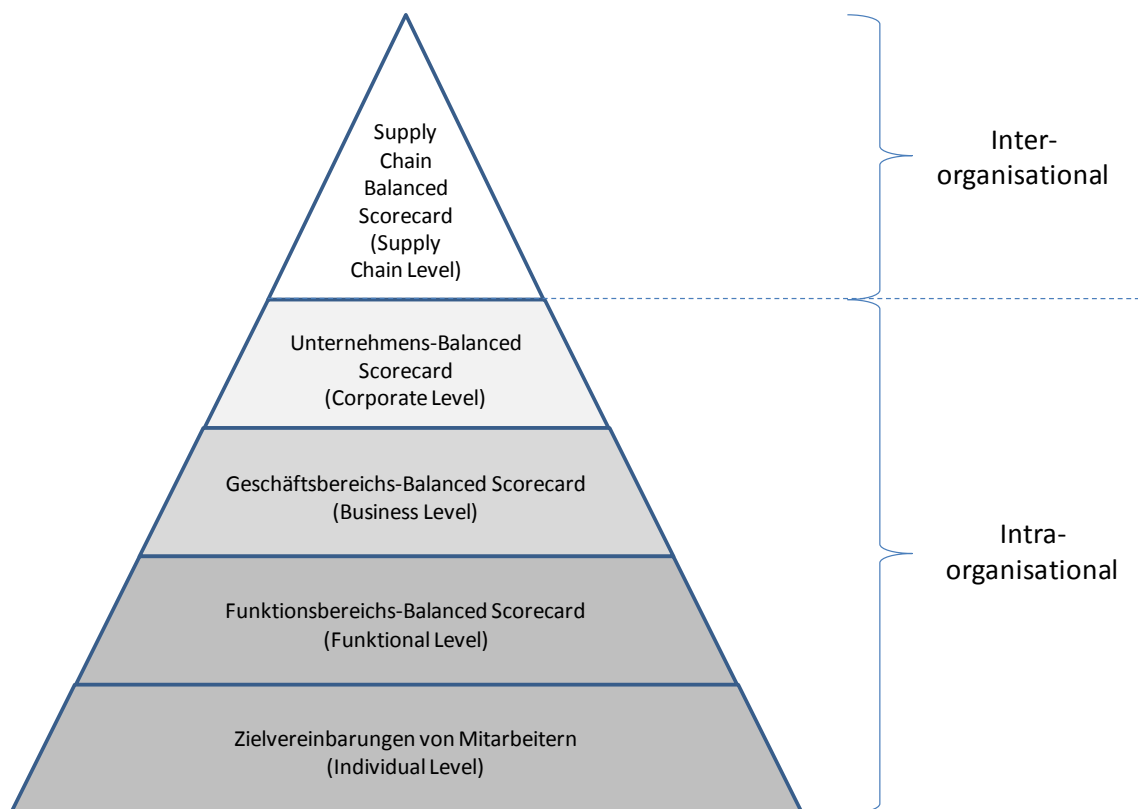 Supply
Chain
Balanced
Scorecard
(Supply
Chain Level)
Inter-
organisational
Unternehmens-Balanced
Scorecard
(Corporate Level)
Geschäftsbereichs-Balanced Scorecard
(Business Level)
Intra-
organisational
Funktionsbereichs-Balanced Scorecard
(Funktional Level)
Zielvereinbarungen von Mitarbeitern
(Individual Level)